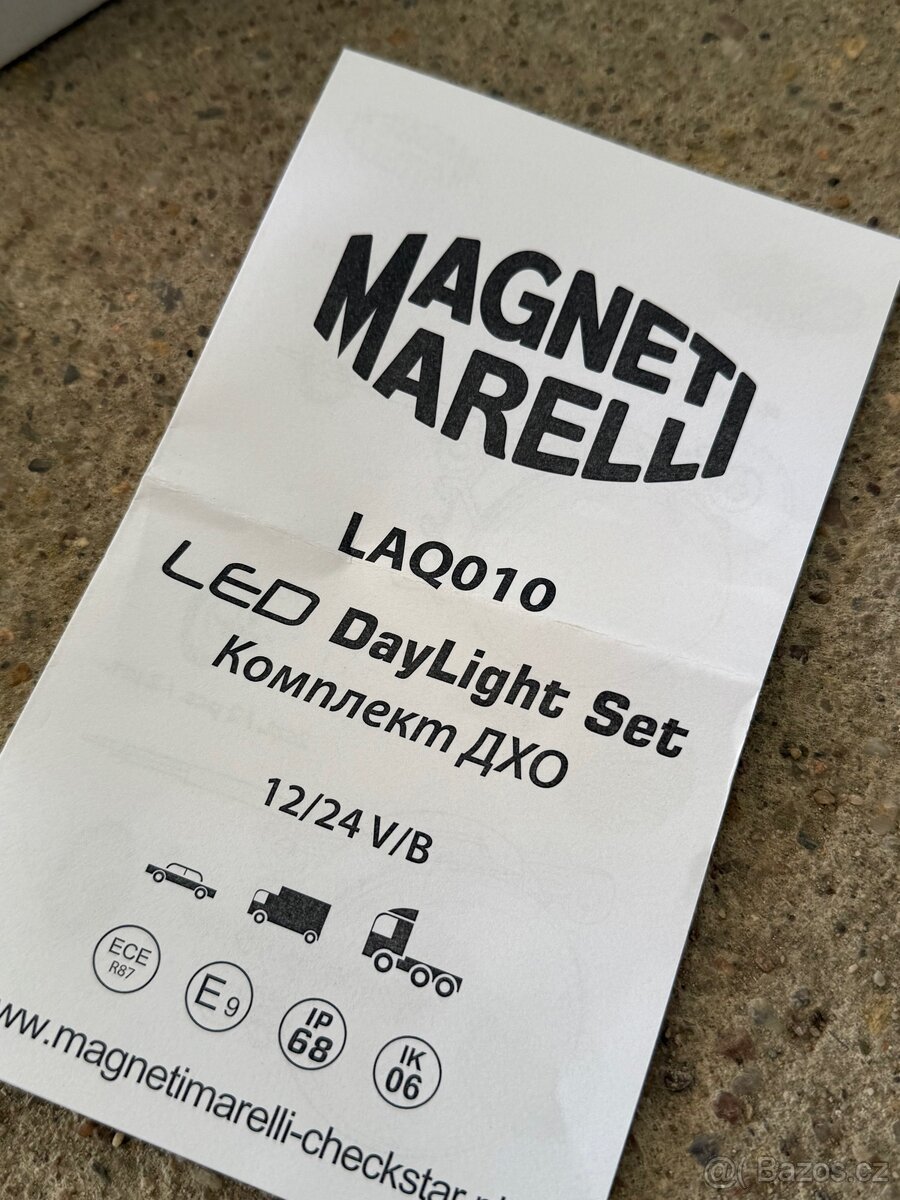 MAGNETI
MARELLI
LAQ010
LED DayLight Set
Комплект ДХО
12/24 V/B
ECE
R87
E9
IP
68
IK
06
www.magnetimarelli-checkstar.pl
@( Bazos.cz